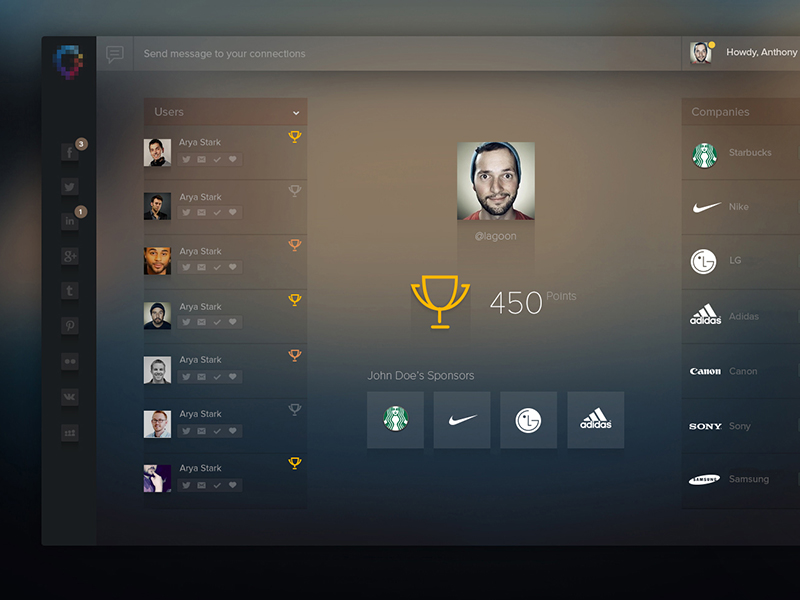 Send message to your connections
Howdy, Anthony
Users
Arya Stark
Arya Stark
Arya Stark
Arya Stark
Arya Stark
Arya Stark
Arya Stark
3
1
f
in
g+
t
@lagoon
450 Points
John Doe's Sponsors
LG
adidas
Companies
Starbucks
Nike
LG
LG
adidas
Adidas
Canon
Canon
SONY
Sony
SAMSUNG
Samsung